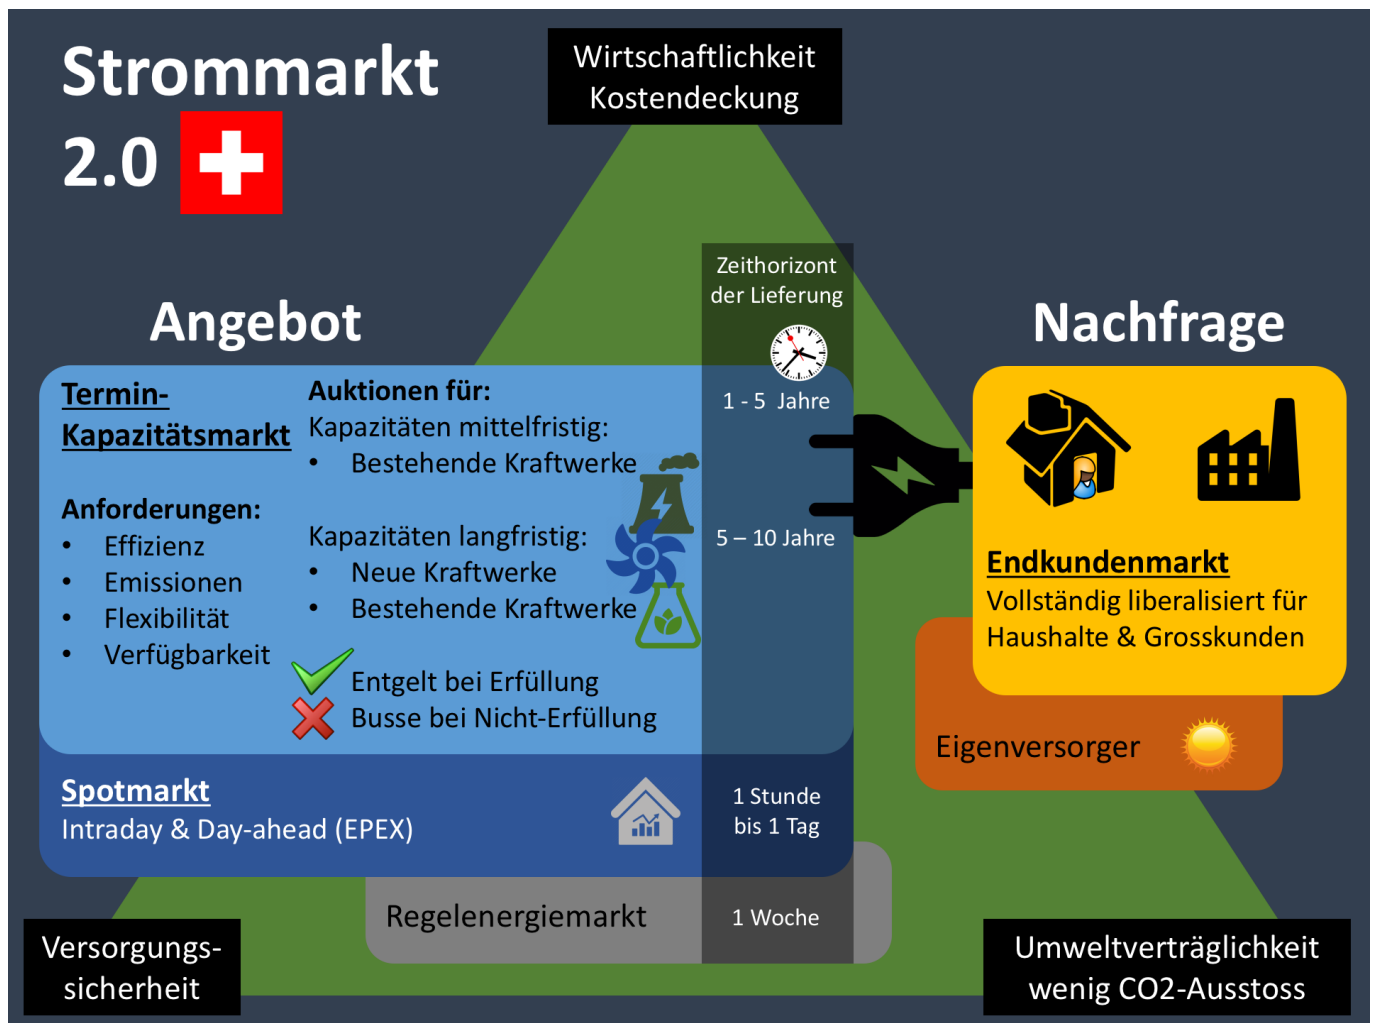 Strommarkt
2.0
Wirtschaftlichkeit
Kostendeckung
Zeithorizont
der Lieferung
Angebot
Nachfrage
Termin-
Kapazitätsmarkt
Anforderungen:
• Effizienz
• Emissionen
• Flexibilität
• Verfügbarkeit
Auktionen für:
Kapazitäten mittelfristig:
• Bestehende Kraftwerke
Kapazitäten langfristig:
• Neue Kraftwerke
• Bestehende Kraftwerke
Entgelt bei Erfüllung
Busse bei Nicht-Erfüllung
1 - 5 Jahre
5 – 10 Jahre
Endkundenmarkt
Vollständig liberalisiert für
Haushalte & Grosskunden
Eigenversorger
Spotmarkt
Intraday & Day-ahead (EPEX)
1 Stunde
bis 1 Tag
Regelenergiemarkt
1 Woche
Versorgungs-
sicherheit
Umweltverträglichkeit
wenig CO2-Ausstoss